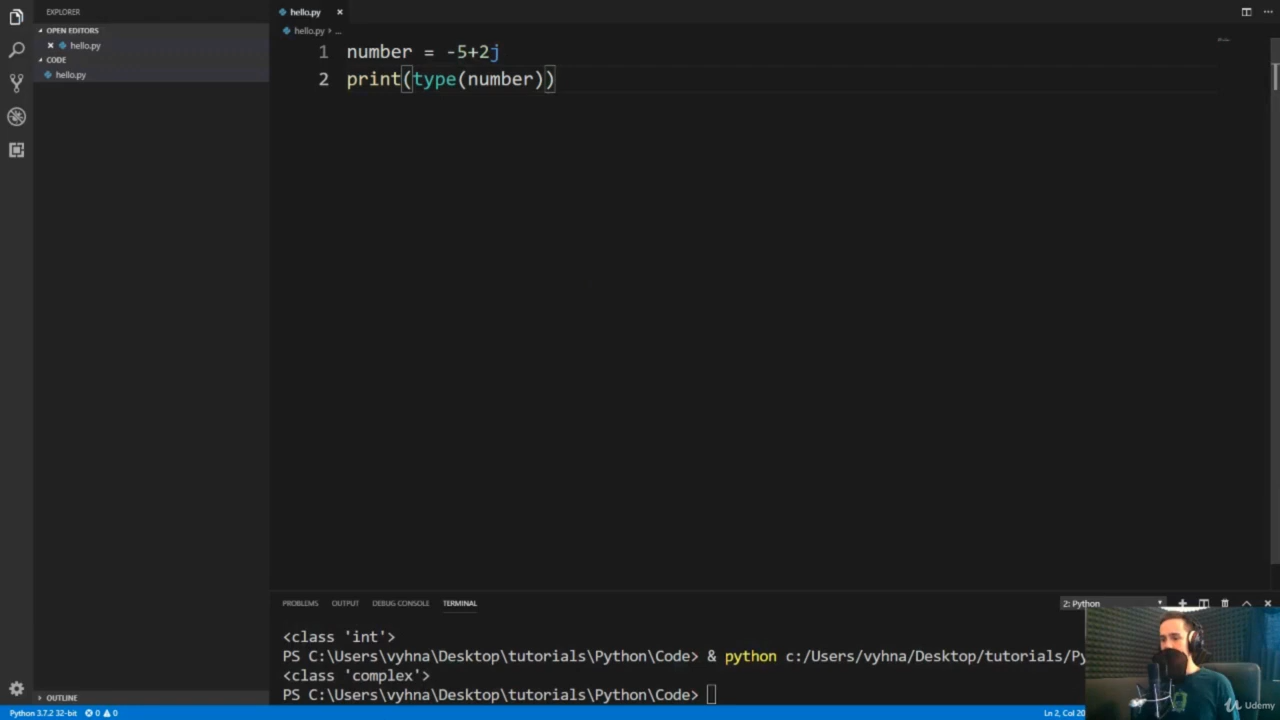 EXPLORER
OPEN EDITORS
hello.py
CODE
hello.py
OUTLINE
hello.py
hello.py > ...
1 number = -5+2j
2 print(type(number))
PROBLEMS OUTPUT DEBUG CONSOLE TERMINAL
2: Python
<class 'int'>
PS C:\Users\vyhna\Desktop\tutorials\Python\Code> & python c:/Users/vyhna/Desktop/tutorials/Py
<class 'complex'>
PS C:\Users\vyhna\Desktop\tutorials\Python\Code>
Python 3.7.2 32-bit 0 0
Ln 2, Col 20
Udemy